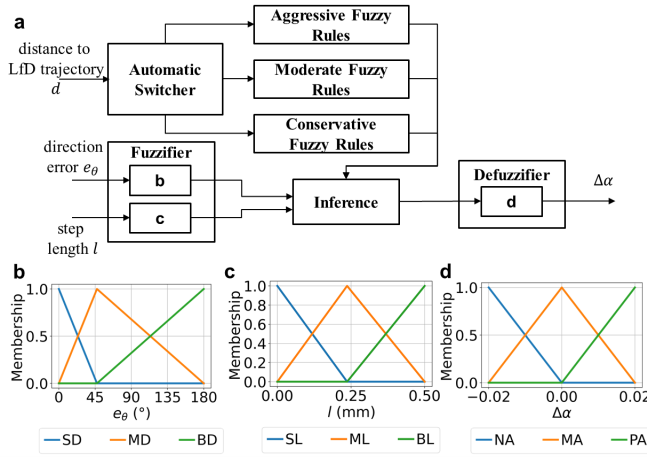 a
distance to
LfD trajectory
d
Automatic
Switcher
Aggressive Fuzzy
Rules
Moderate Fuzzy
Rules
Conservative
Fuzzy Rules
direction
error eθ
step
length l
Fuzzifier
b
c
Inference
Defuzzifier
d
Δα
b
Membership
1.0
0.5
0.0
0 45 90 135 180
eθ (°)
SD MD BD
c
Membership
1.0
0.8
0.6
0.4
0.2
0.0
0.00 0.25 0.50
l (mm)
SL ML BL
d
Membership
1.0
0.5
0.0
−0.02 0.00 0.02
Δα
NA MA PA